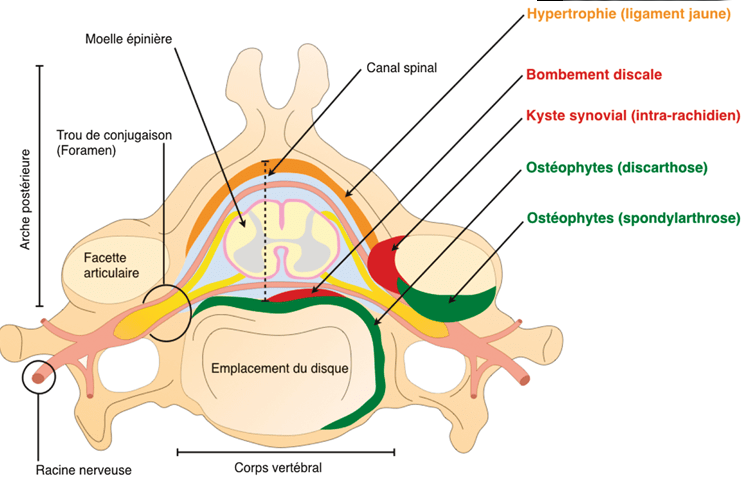 Hypertrophie (ligament jaune)
Moelle épinière
Canal spinal
Bombement discale
Kyste synovial (intra-rachidien)
Trou de conjugaison
(Foramen)
Ostéophytes (discarthose)
Arche postérieure
Ostéophytes (spondylarthrose)
Facette
articulaire
Emplacement du disque
Racine nerveuse
Corps vertébral